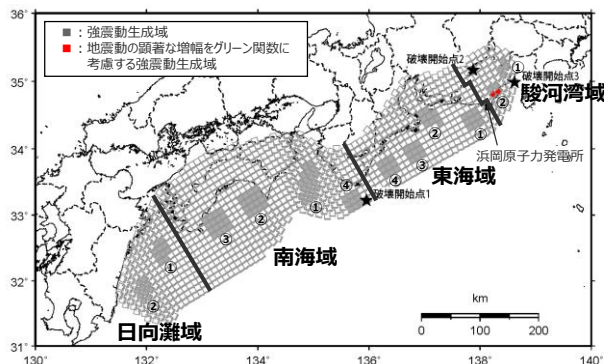 ■：強震動生成域
■：地震動の顕著な増幅をグリーン関数に
考慮する強震動生成域
36°
35°
34°
33°
32°
31°
130°
132°
134°
136°
138°
140°
破壊開始点2
①
破壊開始点3
駿河湾域
②
浜岡原子力発電所
②
①
東海域
③
④
④
破壊開始点1
①
南海域
②
③
①
②
日向灘域
km
0
100
200